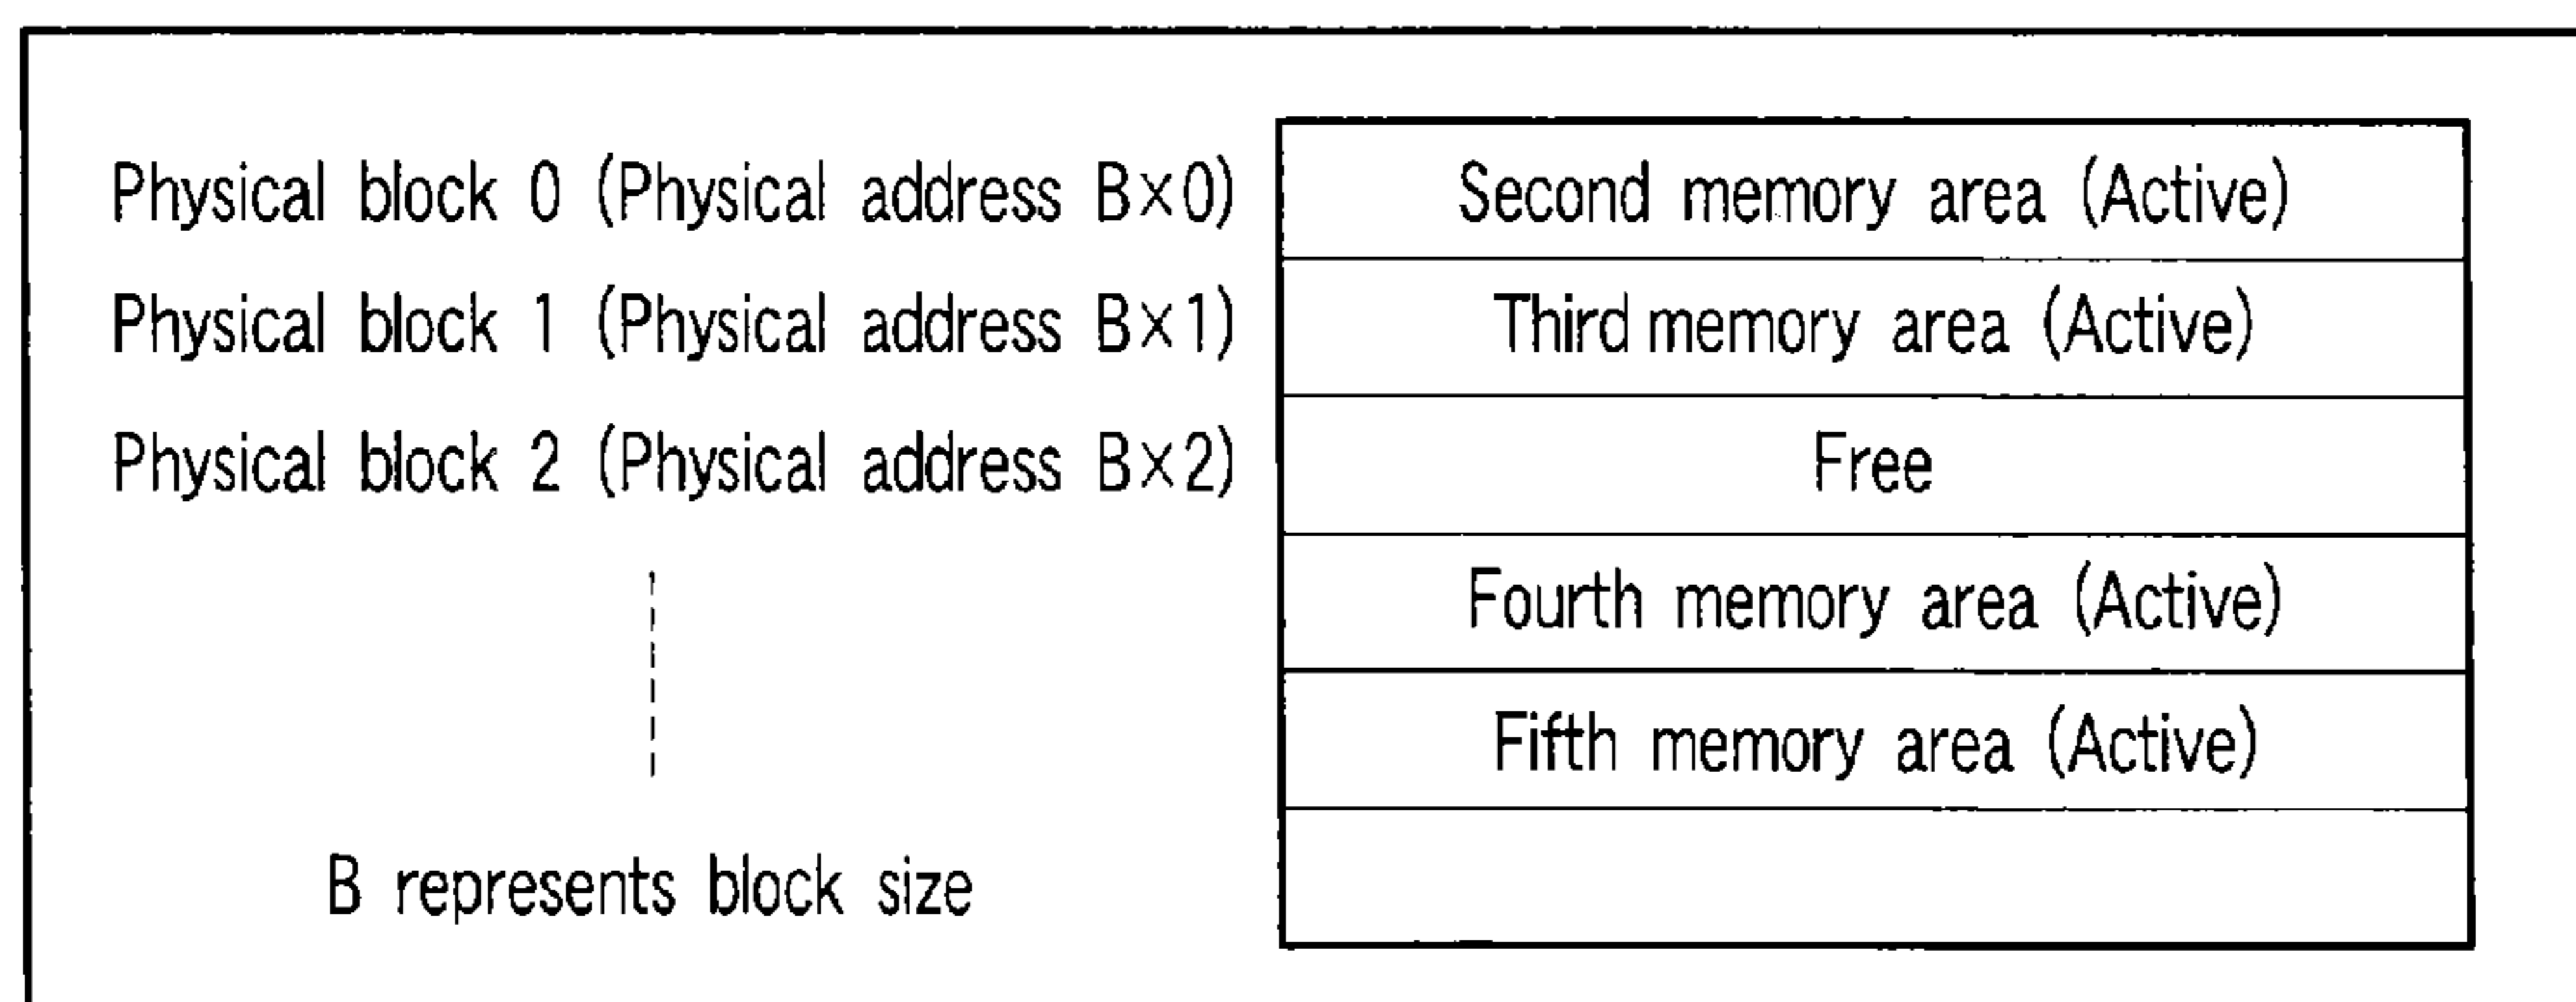 Physical block 0 (Physical address B×0) Second memory area (Active)
Physical block 1 (Physical address B×1) Third memory area (Active)
Physical block 2 (Physical address B×2) Free
Fourth memory area (Active)
Fifth memory area (Active)
B represents block size